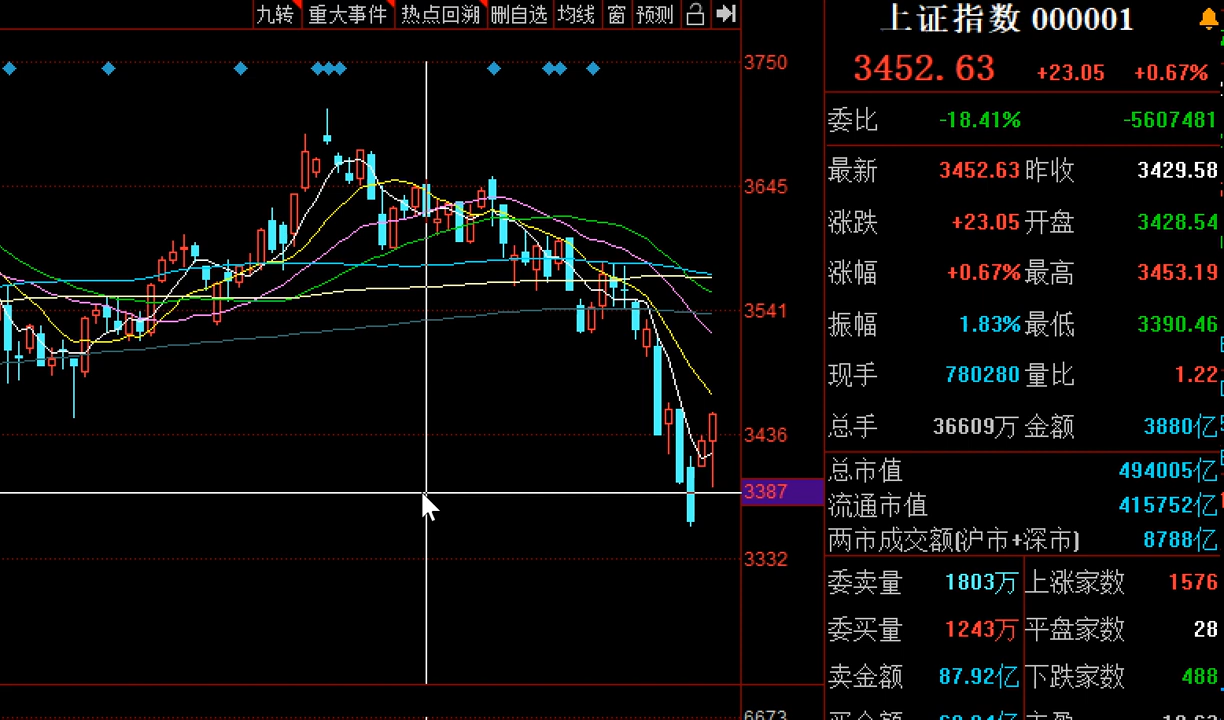 九转 重大事件 热点回溯 删自选 均线 窗 预测
上证指数 000001
3452.63 +23.05 +0.67%
委比 -18.41% -5607481
最新 3452.63 昨收 3429.58
涨跌 +23.05 开盘 3428.54
涨幅 +0.67% 最高 3453.19
振幅 1.83% 最低 3390.46
现手 780280 量比 1.22
总手 36609万 金额 3880亿
总市值 494005亿
流通市值 415752亿
两市成交额(沪市+深市) 8788亿
委卖量 1803万 上涨家数 1576
委买量 1243万 平盘家数 28
卖金额 87.92亿 下跌家数 488
3750
3645
3541
3436
3387
3332